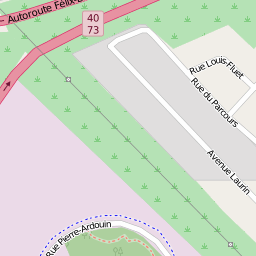 Autoroute Félix-
40
73
Rue Louis-Fluet
Rue du Parcours
Avenue Laurin
Rue Pierre-Ardouin